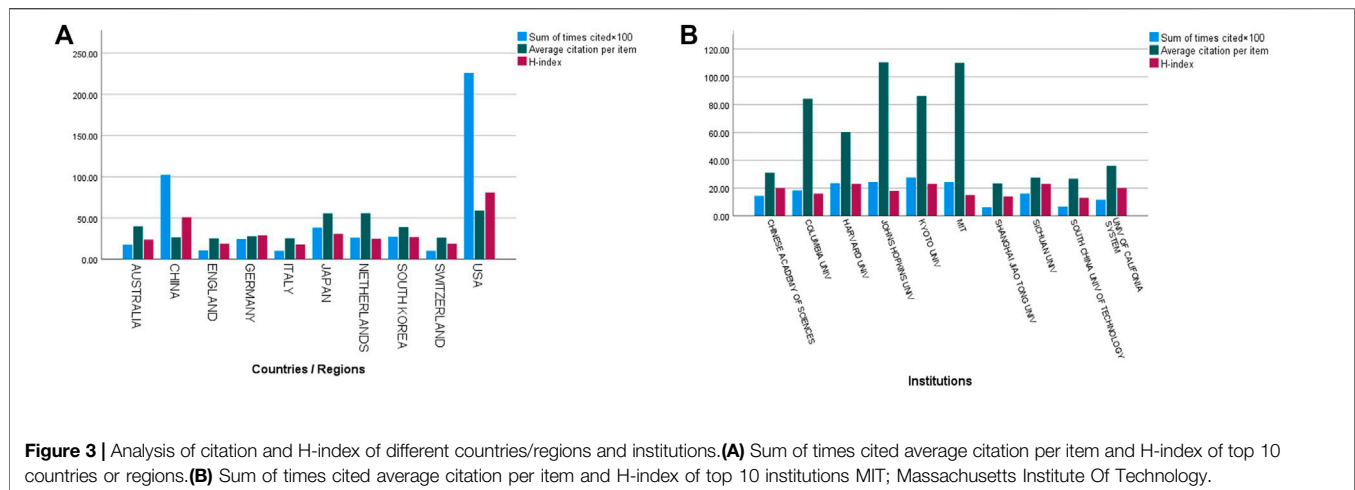 A
Sum of times cited×100
Average citation per item
H-index
250.00
200.00
150.00
100.00
50.00
0.00
AUSTRALIA
CHINA
ENGLAND
GERMANY
ITALY
JAPAN
NETHERLANDS
SOUTH KOREA
SWITZERLAND
USA
Countries / Regions
B
Sum of times cited×100
Average citation per item
H-index
120.00
100.00
80.00
60.00
40.00
20.00
0.00
CHINESE ACADEMY OF SCIENCES
COLUMBIA UNIV
HARVARD UNIV
JOHNS HOPKINS UNIV
KYOTO UNIV
MIT
SHANGHAI JIAO TONG UNIV
SICHUAN UNIV
SOUTH CHINA UNIV OF TECHNOLOGY
UNIV OF CALIFONIA
SYSTEM
Institutions
Figure 3 | Analysis of citation and H-index of different countries/regions and institutions.(A) Sum of times cited average citation per item and H-index of top 10
countries or regions.(B) Sum of times cited average citation per item and H-index of top 10 institutions MIT; Massachusetts Institute Of Technology.